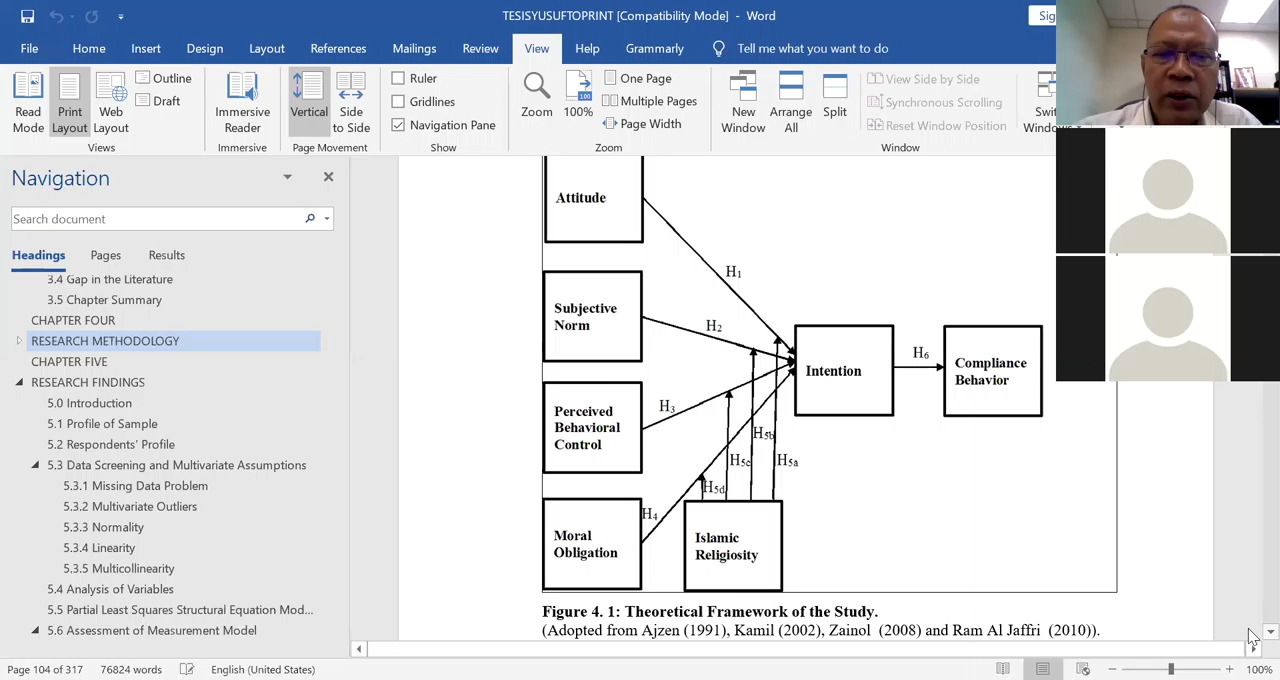 TESISYUSUFTOPRINT [Compatibility Mode] - Word
Sig
File Home Insert Design Layout References Mailings Review View Help Grammarly Tell me what you want to do
Read Mode
Print Layout
Web Layout
Outline
Draft
Views
Immersive Reader
Immersive
Vertical
Side to Side
Page Movement
Ruler
Gridlines
Navigation Pane
Show
Zoom
100
100%
One Page
Multiple Pages
Page Width
Zoom
New Window
Arrange All
Split
View Side by Side
Synchronous Scrolling
Reset Window Position
Window
Navigation
Search document
Headings Pages Results
3.4 Gap in the Literature
3.5 Chapter Summary
CHAPTER FOUR
RESEARCH METHODOLOGY
CHAPTER FIVE
RESEARCH FINDINGS
5.0 Introduction
5.1 Profile of Sample
5.2 Respondents' Profile
5.3 Data Screening and Multivariate Assumptions
5.3.1 Missing Data Problem
5.3.2 Multivariate Outliers
5.3.3 Normality
5.3.4 Linearity
5.3.5 Multicollinearity
5.4 Analysis of Variables
5.5 Partial Least Squares Structural Equation Mod...
5.6 Assessment of Measurement Model
Attitude
H1
Subjective Norm
H2
Intention
H6
Compliance Behavior
Perceived Behavioral Control
H3
H5b
H5c
H5a
H5d
H4
Moral Obligation
Islamic Religiosity
Figure 4. 1: Theoretical Framework of the Study.
(Adopted from Ajzen (1991), Kamil (2002), Zainol (2008) and Ram Al Jaffri (2010)).
Page 104 of 317 76824 words English (United States) 100%